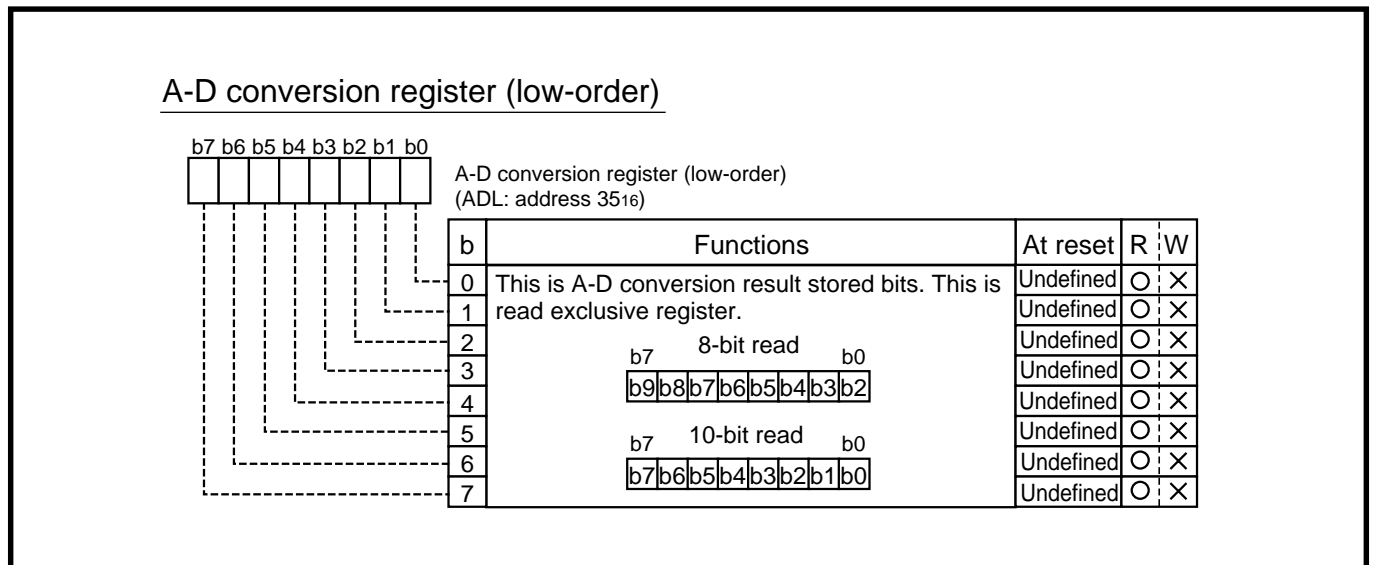 A-D conversion register (low-order)
b7 b6 b5 b4 b3 b2 b1 b0
A-D conversion register (low-order)
(ADL: address 3516)
b Functions At reset R W
0 This is A-D conversion result stored bits. This is Undefined ○ ×
1 read exclusive register. Undefined ○ ×
2 8-bit read Undefined ○ ×
b7 b0
3 Undefined ○ ×
b9 b8 b7 b6 b5 b4 b3 b2
4 Undefined ○ ×
5 10-bit read Undefined ○ ×
b7 b0
6 Undefined ○ ×
b7 b6 b5 b4 b3 b2 b1 b0
7 Undefined ○ ×